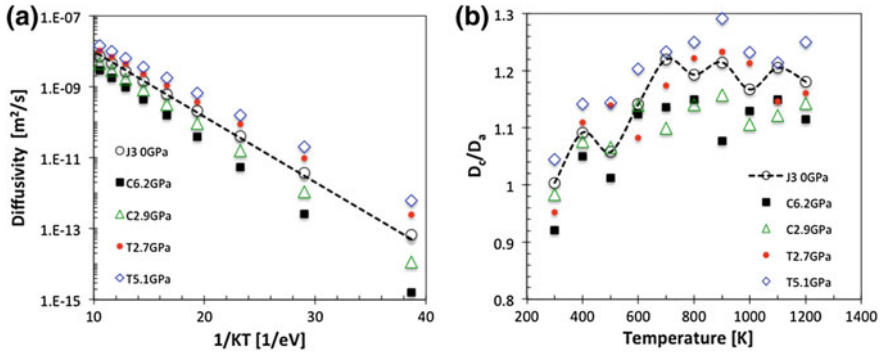 (a)
1.E-07
1.E-09
1.E-11
1.E-13
1.E-15
Diffusivity [m²/s]
J3 0GPa
C6.2GPa
C2.9GPa
T2.7GPa
T5.1GPa
10 20 30 40
1/KT [1/eV]
(b)
1.3
1.2
1.1
1
0.9
0.8
Dc/Da
J3 0GPa
C6.2GPa
C2.9GPa
T2.7GPa
T5.1GPa
200 400 600 800 1000 1200 1400
Temperature [K]